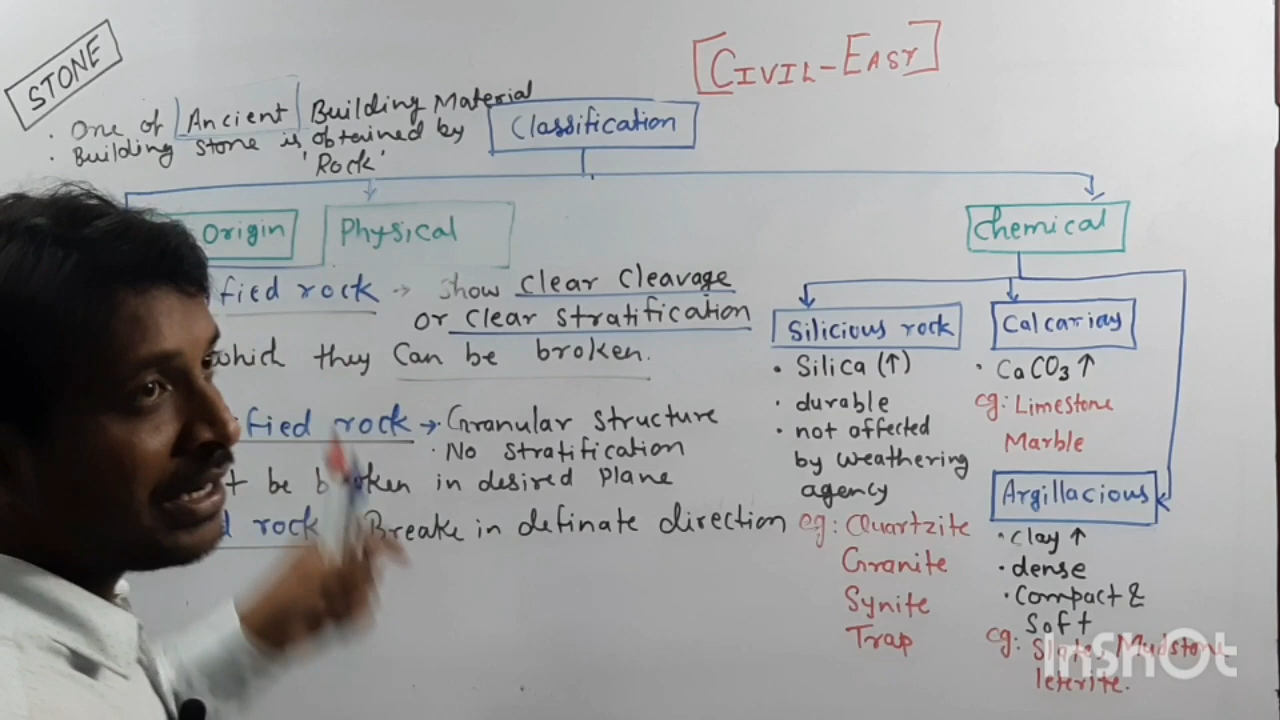 STONE
[CIVIL-EASY]
• One of Ancient Building Material
• Building stone is obtained by
'Rock'
Classification
Origin
Physical
Chemical
fied rock → show clear cleavage
or clear stratification
which they can be broken.
fied rock → • Granular structure
• No stratification
be broken in desired plane
rock Breake in definate direction
Silicious rock
• Silica (↑)
• durable
• not affected
by weathering
agency
eg: Quartzite
Granite
Synite
Trap
Calcarious
• CaCO3 ↑
eg: Limestone
Marble
Argillacious
• Clay ↑
• dense
• Compact &
Soft
eg: Slate, Mudstone
leterite.
InShOt